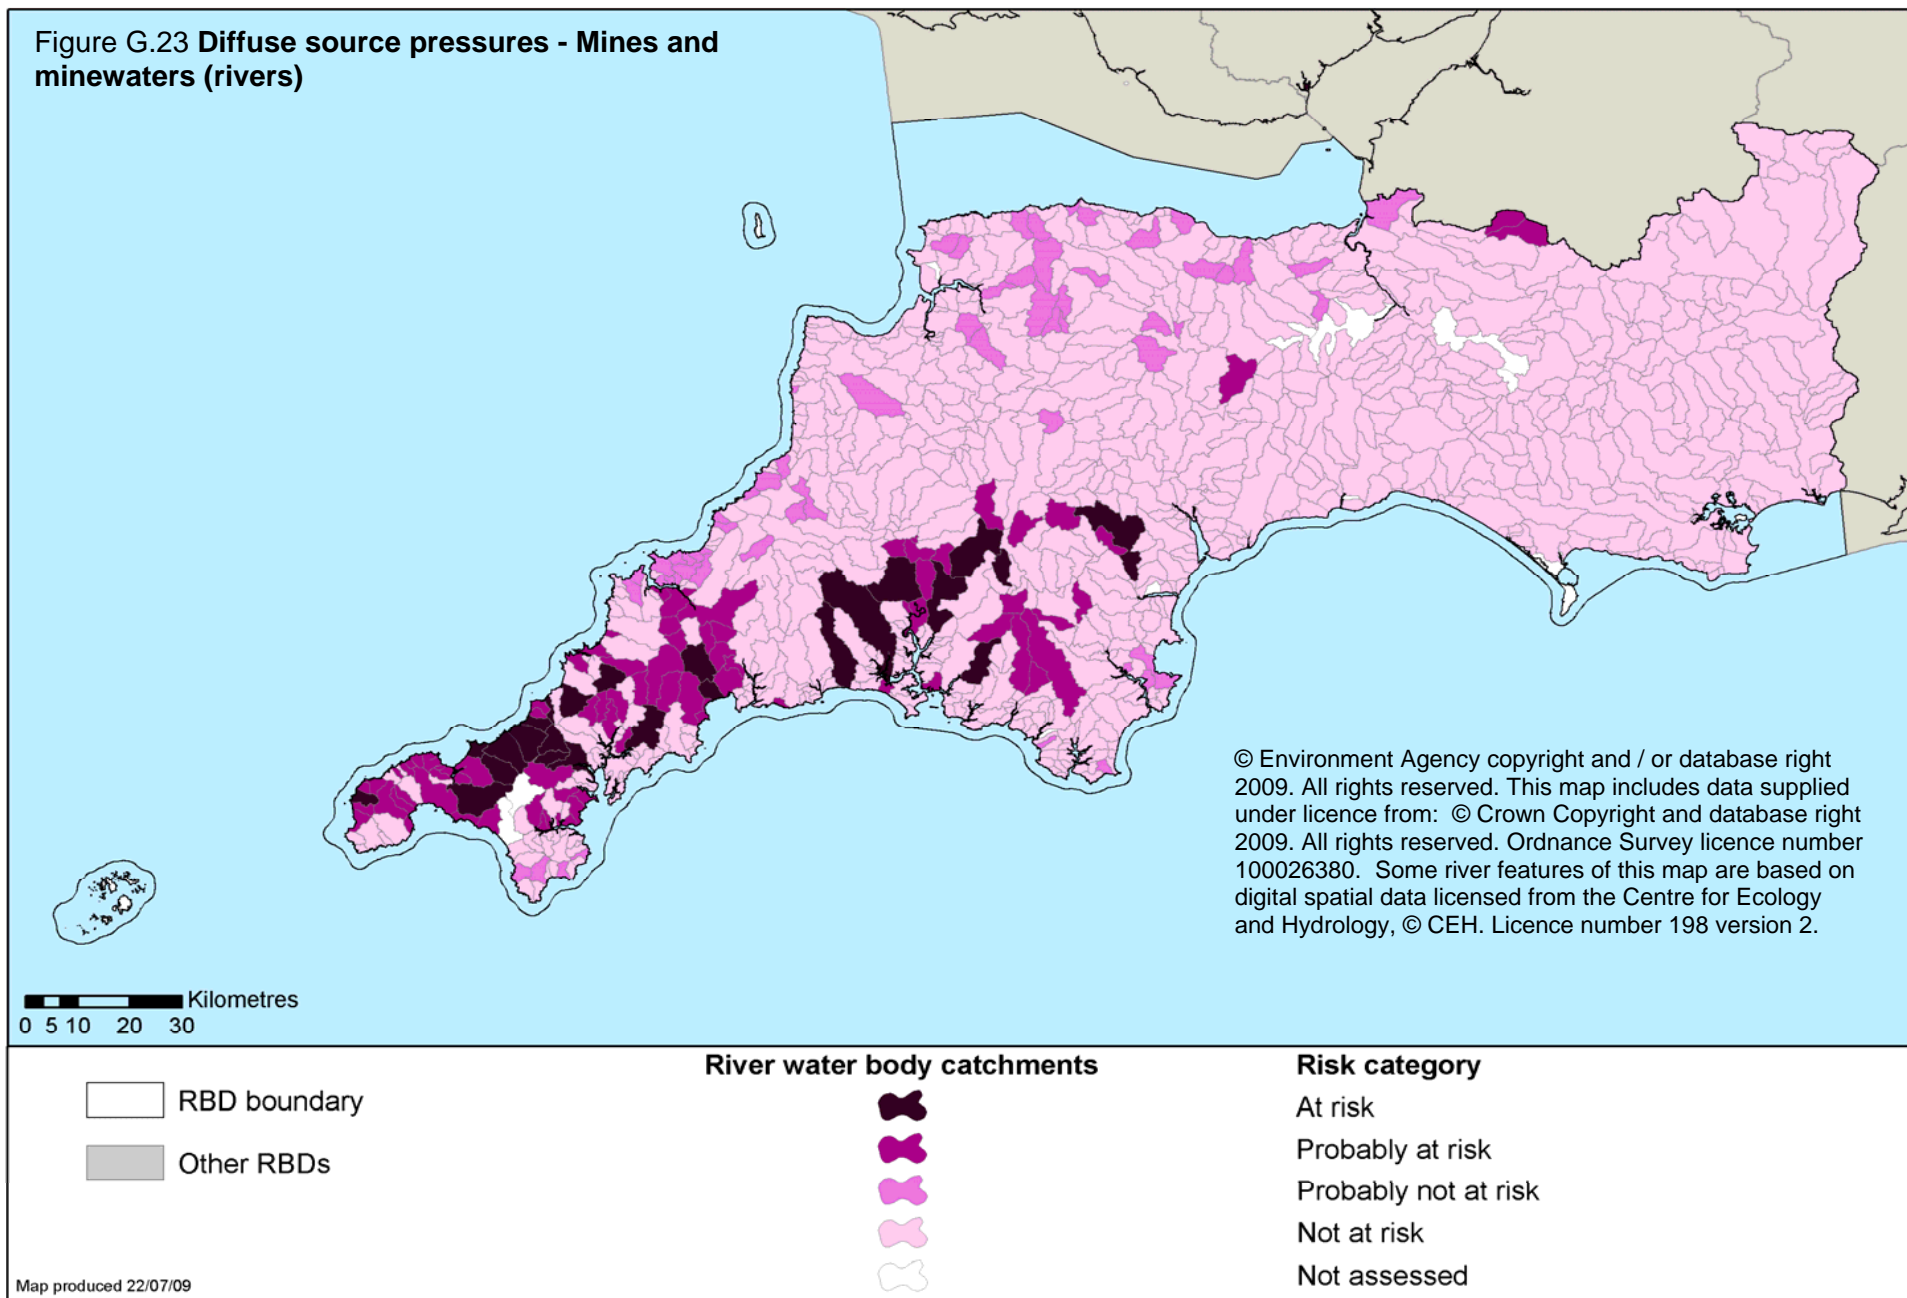 Figure G.23 Diffuse source pressures - Mines and
minewaters (rivers)
© Environment Agency copyright and / or database right
2009. All rights reserved. This map includes data supplied
under licence from: © Crown Copyright and database right
2009. All rights reserved. Ordnance Survey licence number
100026380. Some river features of this map are based on
digital spatial data licensed from the Centre for Ecology
and Hydrology, © CEH. Licence number 198 version 2.
Kilometres
0 5 10 20 30
River water body catchments
Risk category
RBD boundary
Other RBDs
At risk
Probably at risk
Probably not at risk
Not at risk
Not assessed
Map produced 22/07/09